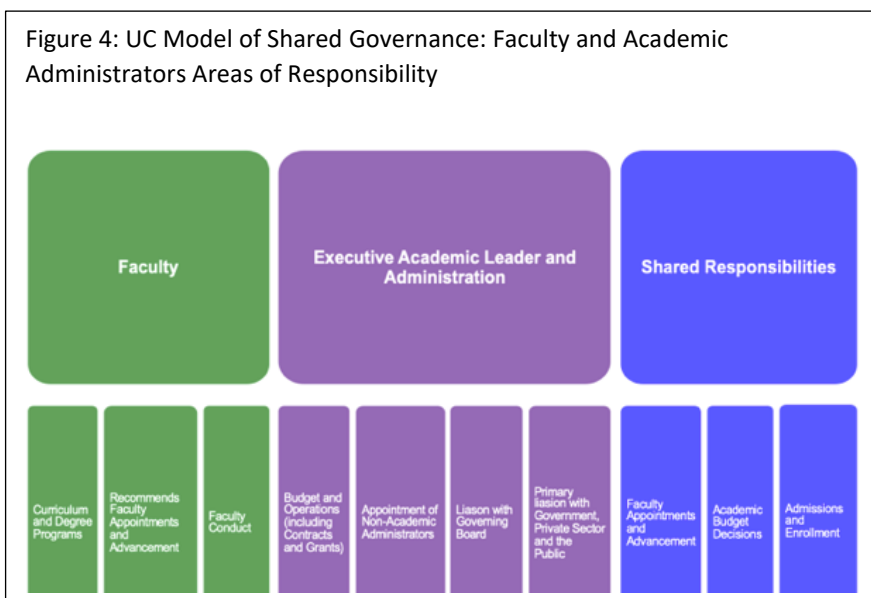 Figure 4: UC Model of Shared Governance: Faculty and Academic
Administrators Areas of Responsibility
Faculty
Executive Academic Leader and
Administration
Shared Responsibilities
Curriculum
and Degree
Programs
Recommends
Faculty
Appointments
and
Advancement
Faculty
Conduct
Budget and
Operations
(including
Contracts
and Grants)
Appointment of
Non-Academic
Administrators
Liason with
Governing
Board
Primary
liasion with
Government,
Private Sector
and the
Public
Faculty
Appointments
and
Advancement
Academic
Budget
Decisions
Admissions
and
Enrollment